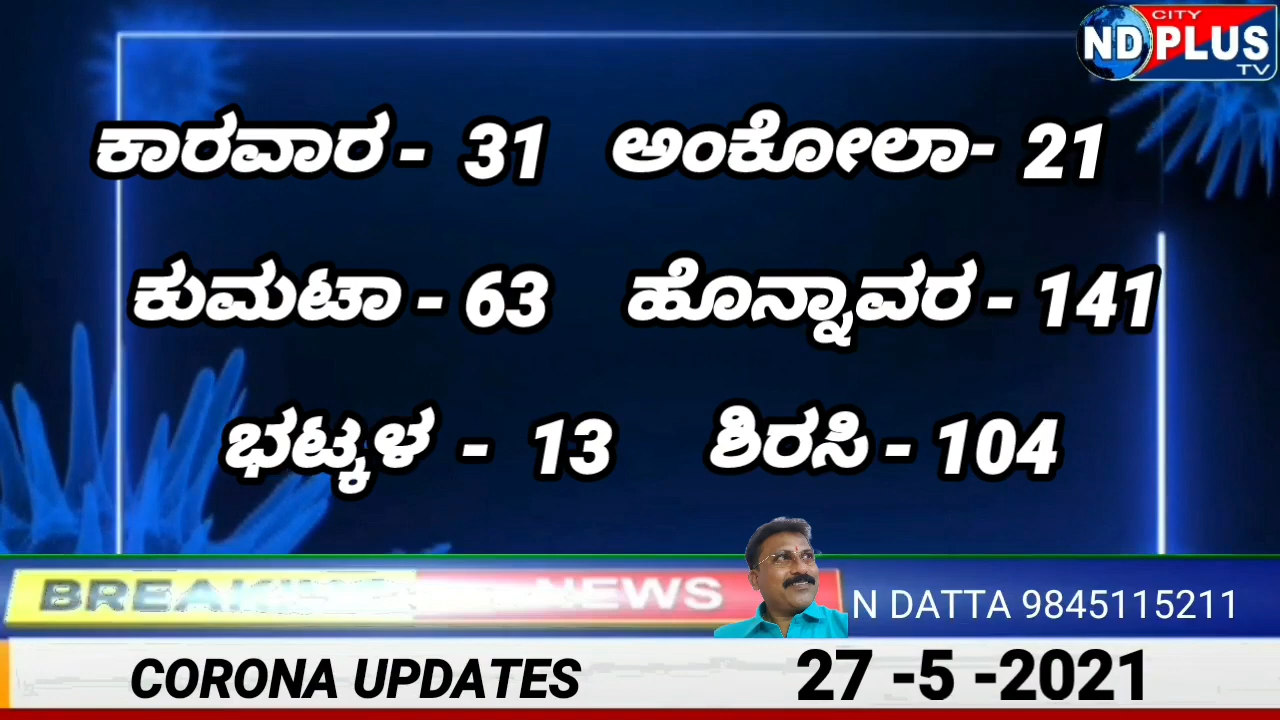 CITY
ND PLUS
TV
ಕಾರವಾರ - 31 ಅಂಕೋಲಾ- 21
ಕುಮಟಾ - 63 ಹೊನ್ನಾವರ - 141
ಭಟ್ಕಳ - 13 ಶಿರಸಿ - 104
BREAKING NEWS
N DATTA 9845115211
CORONA UPDATES 27 -5 -2021